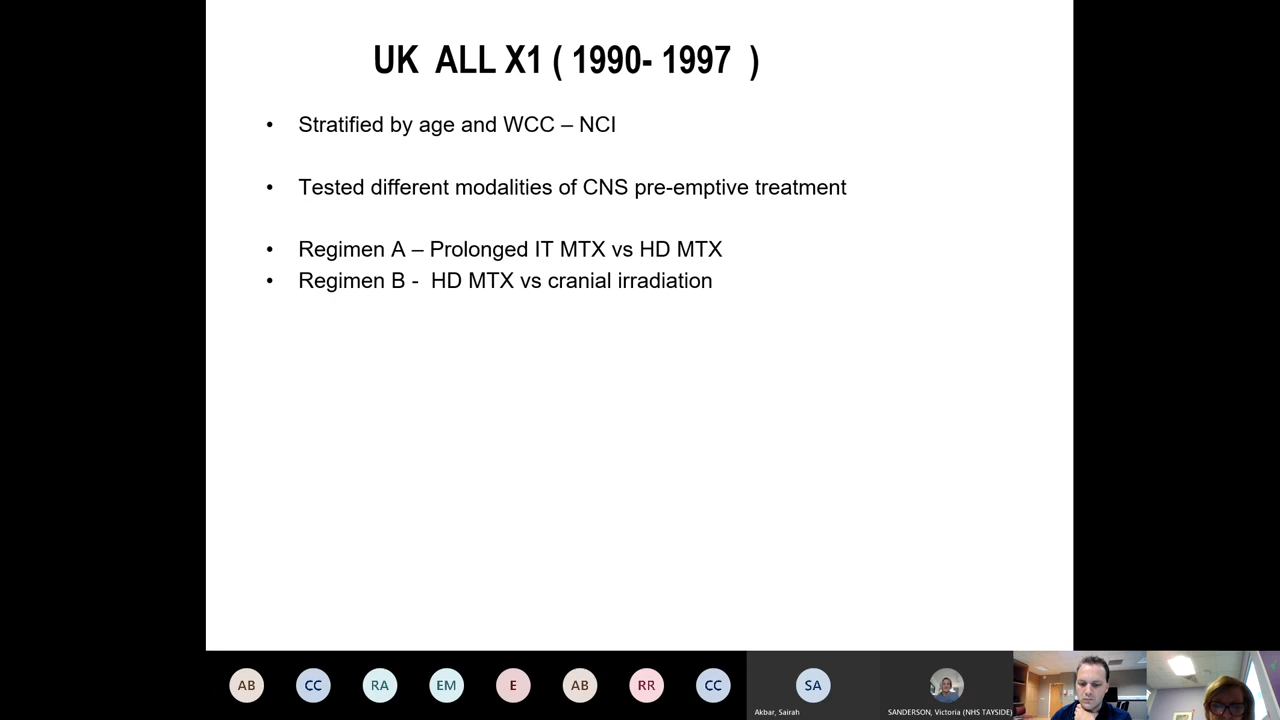 UK ALL X1 ( 1990- 1997 )
• Stratified by age and WCC – NCI
• Tested different modalities of CNS pre-emptive treatment
• Regimen A – Prolonged IT MTX vs HD MTX
• Regimen B - HD MTX vs cranial irradiation
AB CC RA EM E AB RR CC SA
Akbar, Sairah
SANDERSON, Victoria (NHS TAYSIDE)